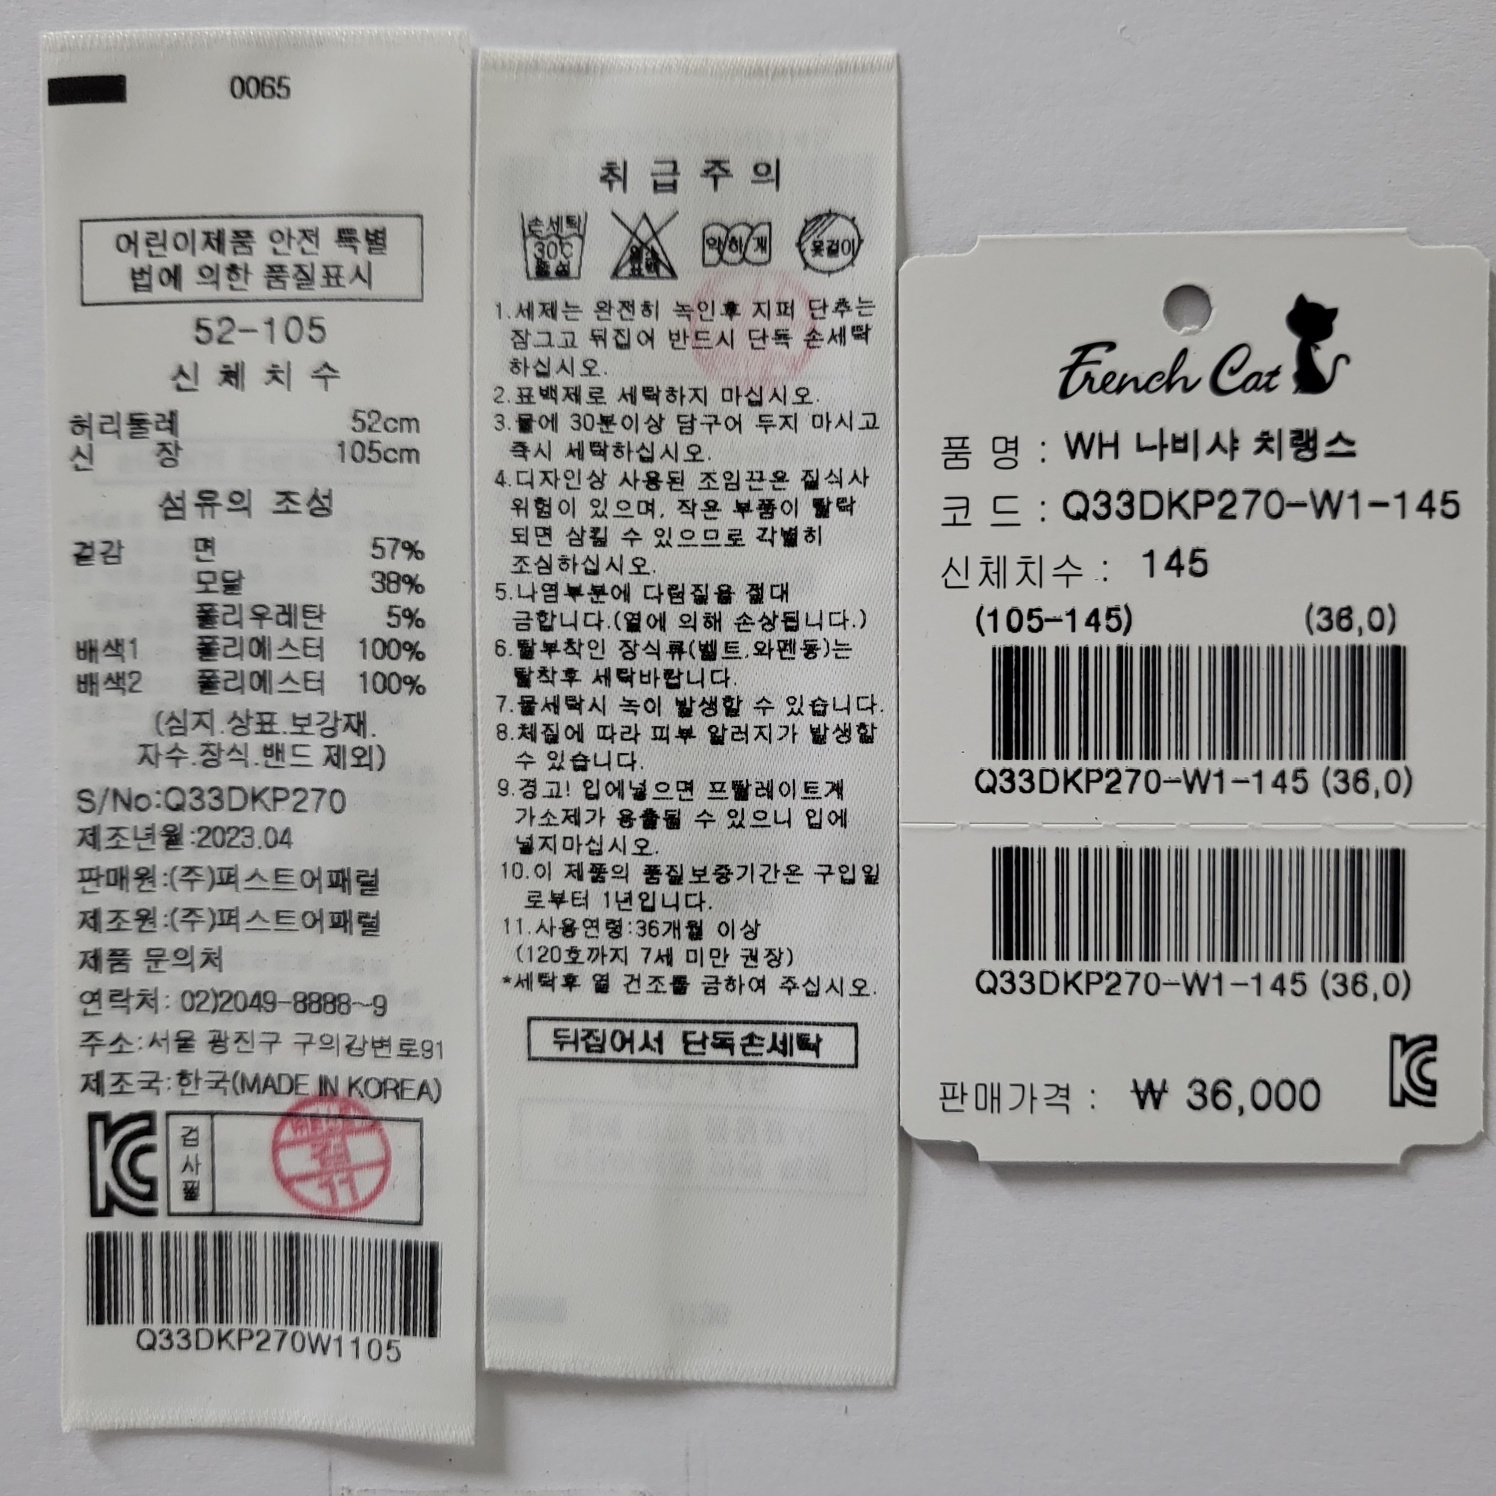 0065
어린이제품 안전 특별
법에 의한 품질표시
52-105
신 체 치 수
허리둘레 52cm
신 장 105cm
섬유의 조성
겉감 면 57%
모달 38%
폴리우레탄 5%
배색1 폴리에스터 100%
배색2 폴리에스터 100%
(심지.상표.보강재.
자수.장식.밴드 제외)
S/No:Q33DKP270
제조년월:2023.04
판매원:(주)퍼스트어패럴
제조원:(주)퍼스트어패럴
제품 문의처
연락처: 02)2049-8888~9
주소:서울 광진구 구의강변로91
제조국:한국(MADE IN KOREA)
검사필
Q33DKP270W1105
취 급 주 의
손세탁 약하게 옷걸이
30C
중성
1.세제는 완전히 녹인후 지퍼 단추는
잠그고 뒤집어 반드시 단독 손세탁
하십시오.
2.표백제로 세탁하지 마십시오.
3.물에 30분이상 담구어 두지 마시고
즉시 세탁하십시오.
4.디자인상 사용된 조임끈은 질식사
위험이 있으며, 작은 부품이 탈락
되면 삼킬 수 있으므로 각별히
조심하십시오.
5.나염부분에 다림질을 절대
금합니다.(열에 의해 손상됩니다.)
6.탈부착인 장식류(벨트.와펜등)는
탈착후 세탁바랍니다.
7.물세탁시 녹이 발생할 수 있습니다.
8.체질에 따라 피부 알러지가 발생할
수 있습니다.
9.경고! 입에넣으면 프탈레이트계
가소제가 용출될 수 있으니 입에
넣지마십시오.
10.이 제품의 품질보증기간은 구입일
로부터 1년입니다.
11.사용연령:36개월 이상
(120호까지 7세 미만 권장)
*세탁후 열 건조를 금하여 주십시오.
뒤집어서 단독손세탁
French Cat
품 명 : WH 나비샤 치랭스
코 드 : Q33DKP270-W1-145
신체치수 : 145
(105-145) (36,0)
Q33DKP270-W1-145 (36,0)
Q33DKP270-W1-145 (36,0)
판매가격 : ₩ 36,000